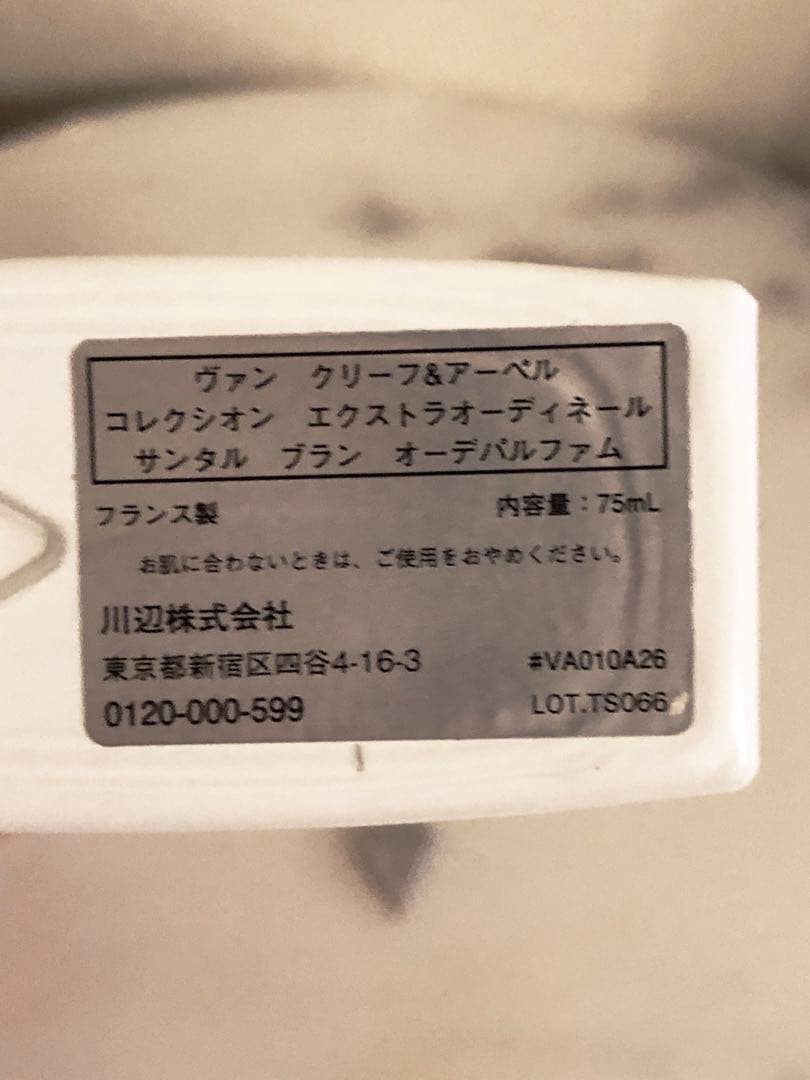 ヴァン　クリーフ&アーペル
コレクシオン　エクストラオーディネール
サンタル　ブラン　オーデパルファム
フランス製　内容量：75mL
お肌に合わないときは、ご使用をおやめください。
川辺株式会社
東京都新宿区四谷4-16-3　#VA010A26
0120-000-599　LOT.TS066